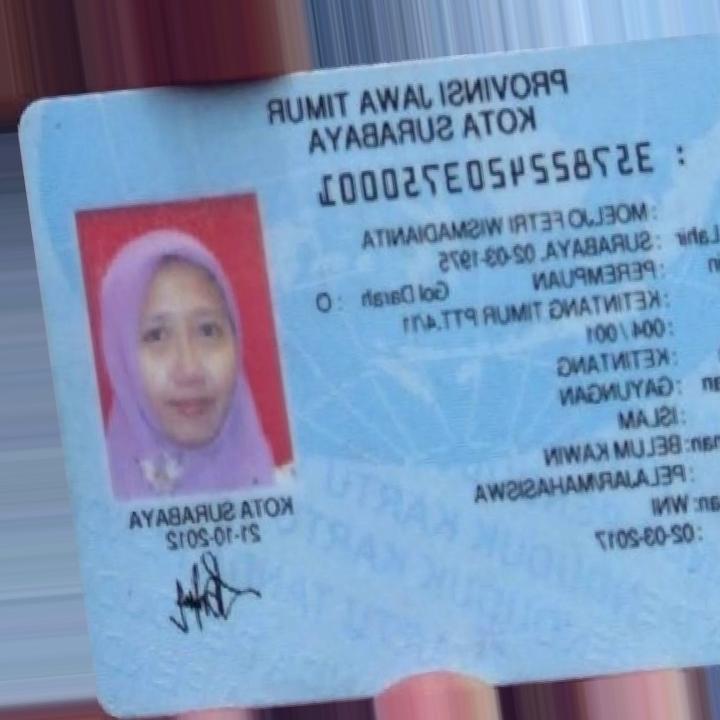 PROVINSI JAWA TIMUR
KOTA SURABAYA
: 3578224203750001
: MOELJO FETRI WISMADIANITA
Lahir : SURABAYA, 02-03-1975
in : PEREMPUAN Gol Darah : O
: KETINTANG TIMUR PTT.4/11
: 004 / 001
: KETINTANG
an : GAYUNGAN
: ISLAM
nan: BELUM KAWIN
: PELAJAR/MAHASISWA
an: WNI
: 02-03-2017
KOTA SURABAYA
21-10-2012